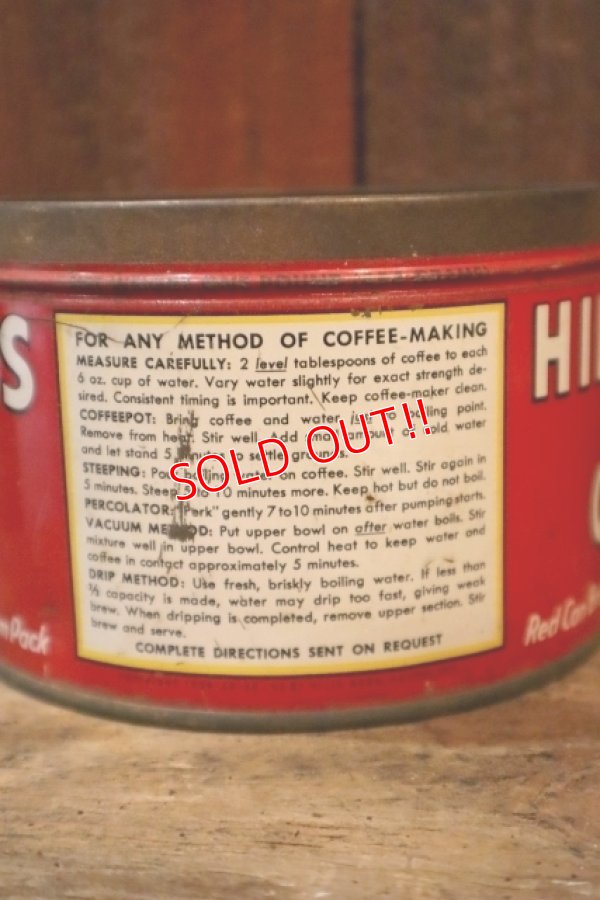 FOR ANY METHOD OF COFFEE-MAKING
MEASURE CAREFULLY: 2 level tablespoons of coffee to each
6 oz. cup of water. Vary water slightly for exact strength de-
sired. Consistent timing is important. Keep coffee-maker clean.
COFFEEPOT: Bring coffee and water just to boiling point.
Remove from heat. Stir well. Add small amount of cold water
and let stand 5 minutes to settle grounds.
STEEPING: Pour boiling water on coffee. Stir well. Stir again in
5 minutes. Steep 5 to 10 minutes more. Keep hot but do not boil.
PERCOLATOR: "Perk" gently 7 to 10 minutes after pumping starts.
VACUUM METHOD: Put upper bowl on after water boils. Stir
mixture well in upper bowl. Control heat to keep water and
coffee in contact approximately 5 minutes.
DRIP METHOD: Use fresh, briskly boiling water. If less than
capacity is made, water may drip too fast, giving weak
brew. When dripping is completed, remove upper section. Stir
brew and serve.
COMPLETE DIRECTIONS SENT ON REQUEST
S
HI
Pack
Red Can
SOLD OUT!!